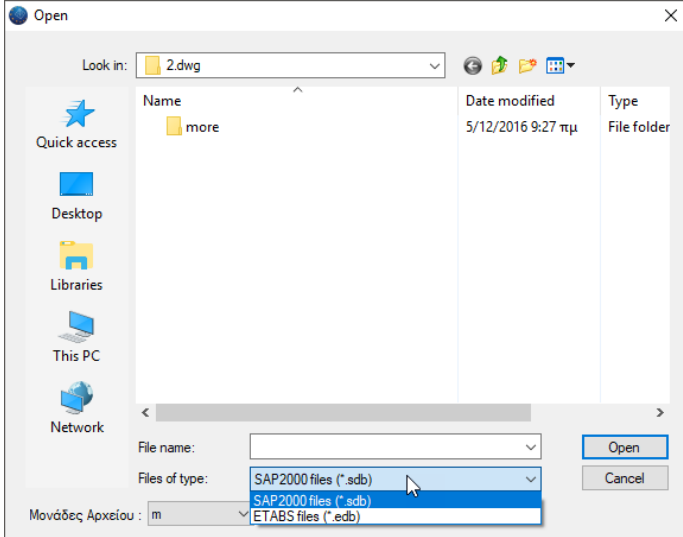 Open
Look in: 2.dwg
Name Date modified Type
more 5/12/2016 9:27 πμ File folder
Quick access
Desktop
Libraries
This PC
Network
File name: Open
Files of type: SAP2000 files (*.sdb) Cancel
SAP2000 files (*.sdb)
Μονάδες Αρχείου : m ETABS files (*.edb)